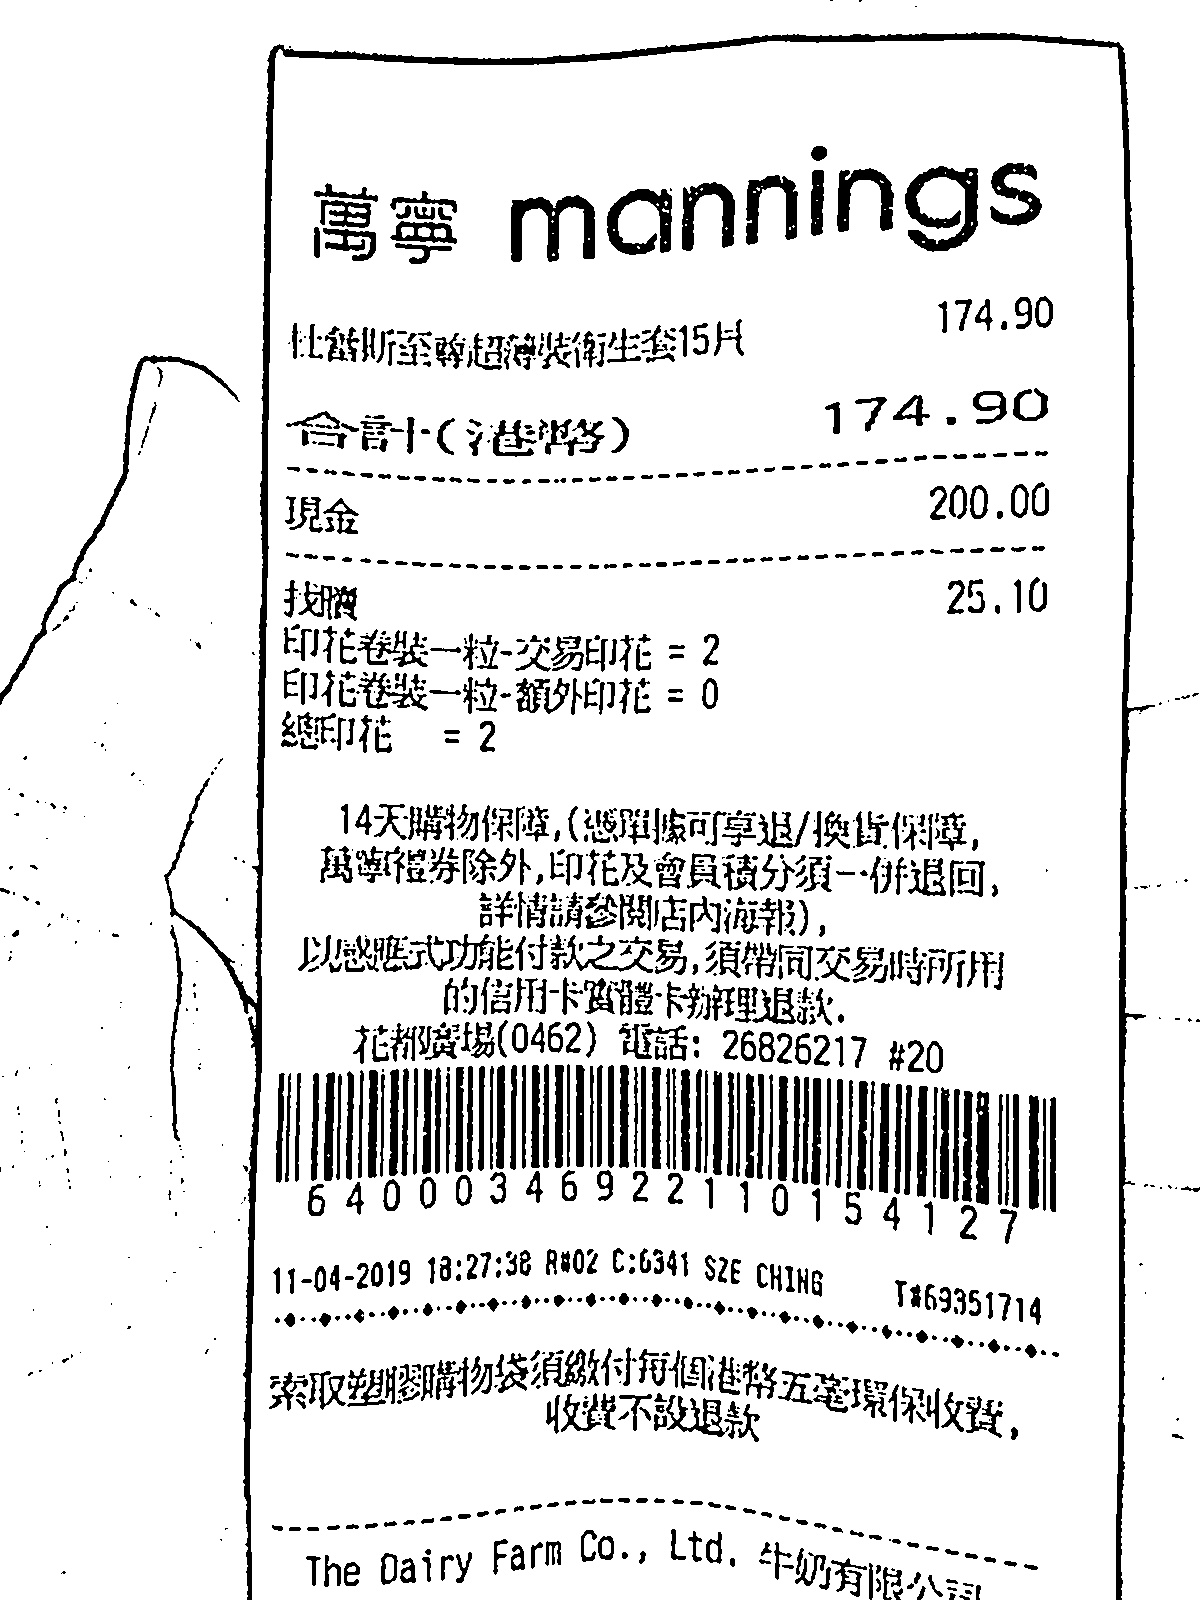 萬寧 mannings
杜蕾斯至尊超薄裝衛生套15片 174.90
合計(港幣) 174.90
現金 200.00
找贖 25.10
印花卷裝一粒-交易印花 = 2
印花卷裝一粒-額外印花 = 0
總印花 = 2
14天購物保障,(憑單據可享退/換貨保障,
萬寧禮券除外,印花及會員積分須一併退回,
詳情請參閱店內海報),
以感應式功能付款之交易,須帶同交易時所用
的信用卡實體卡辦理退款.
花都廣場(0462) 電話: 26826217 #20
64000346922110154127
11-04-2019 18:27:38 R#02 C:6341 SZE CHING T#69351714
索取塑膠購物袋須繳付每個港幣五毫環保收費,
收費不設退款
The Dairy Farm Co., Ltd. 牛奶有限公司